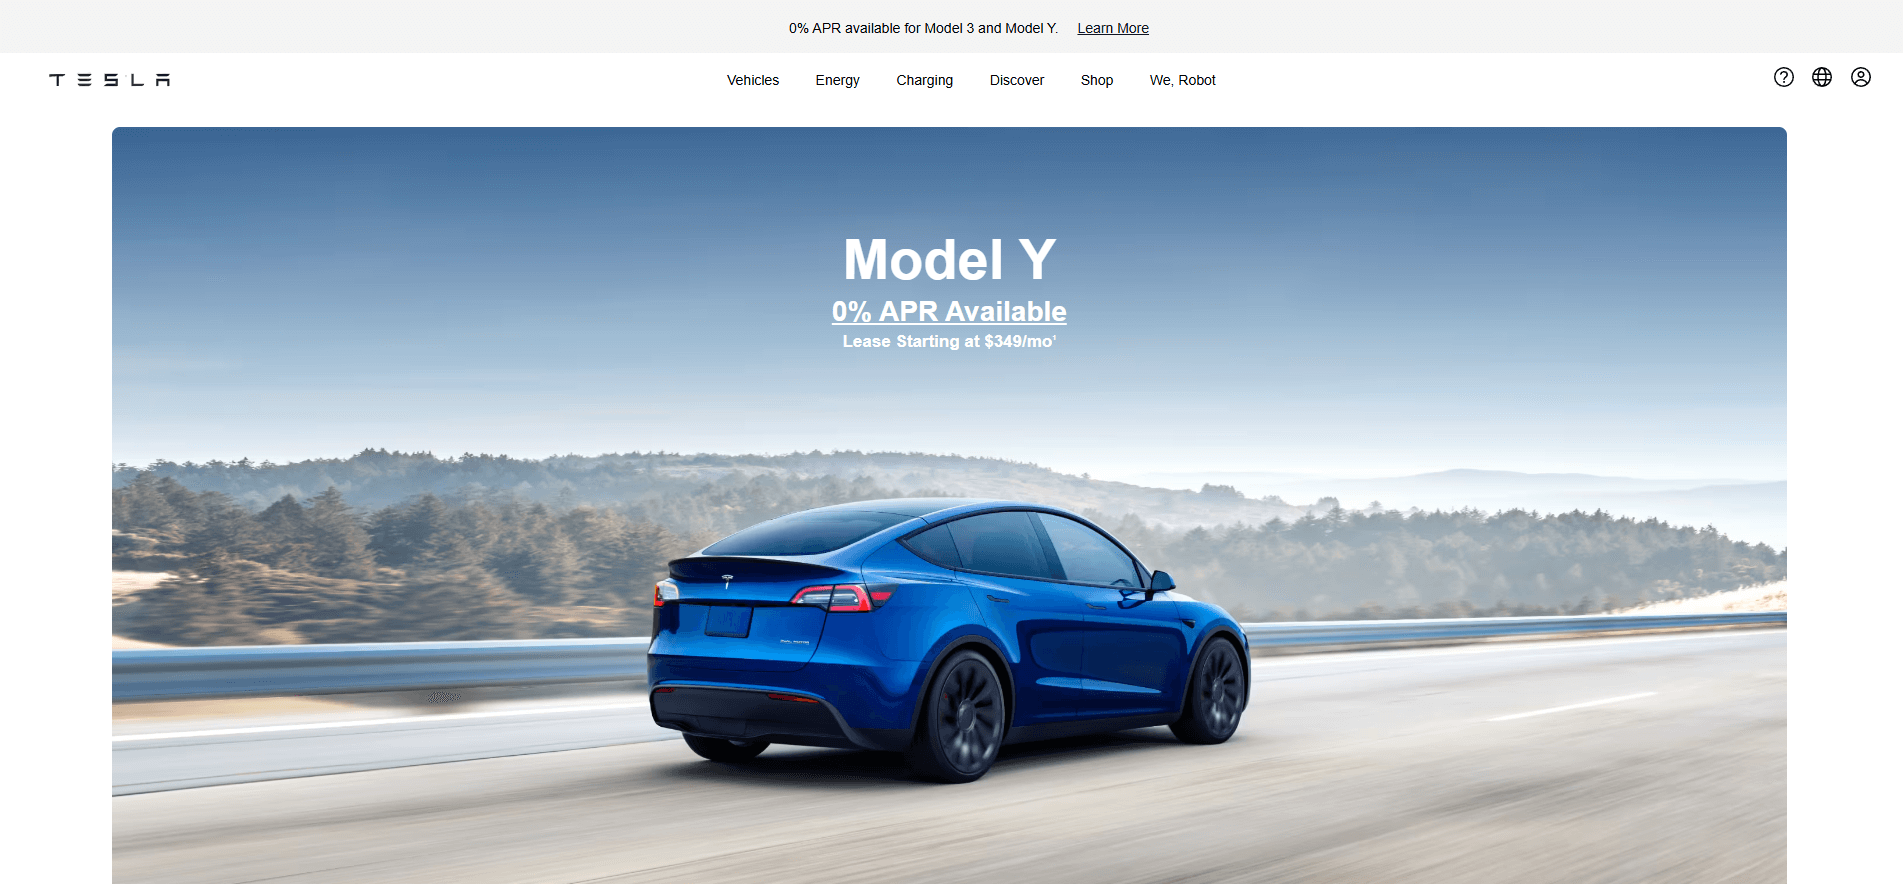 0% APR available for Model 3 and Model Y. Learn More
TESLA
Vehicles Energy Charging Discover Shop We, Robot
Model Y
0% APR Available
Lease Starting at $349/mo¹